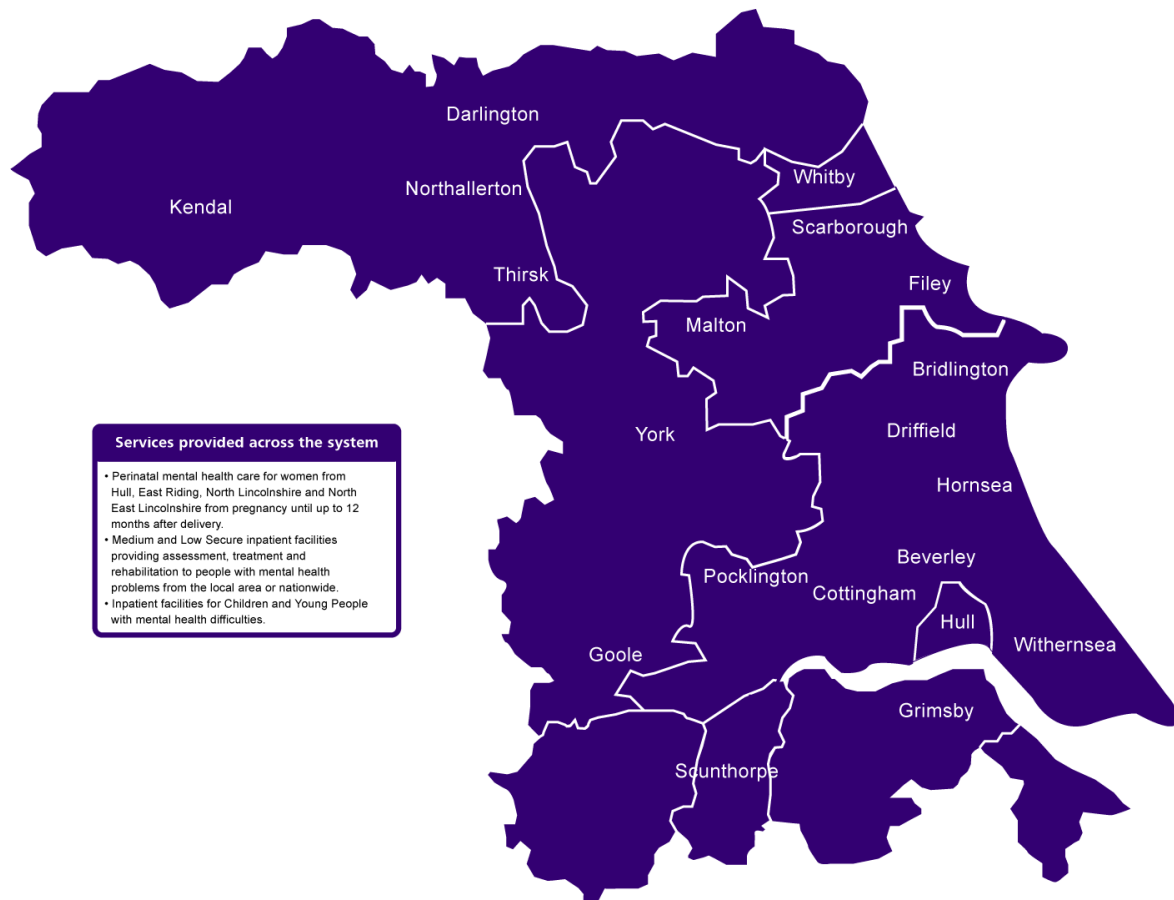 Darlington
Whitby
Northallerton
Kendal
Scarborough
Thirsk
Filey
Malton
Bridlington
York
Driffield
Services provided across the system
• Perinatal mental health care for women from
Hull, East Riding, North Lincolnshire and North
East Lincolnshire from pregnancy until up to 12
months after delivery.
• Medium and Low Secure inpatient facilities
providing assessment, treatment and
rehabilitation to people with mental health
problems from the local area or nationwide.
• Inpatient facilities for Children and Young People
with mental health difficulties.
Hornsea
Beverley
Pocklington
Cottingham
Hull
Withernsea
Goole
Grimsby
Scunthorpe